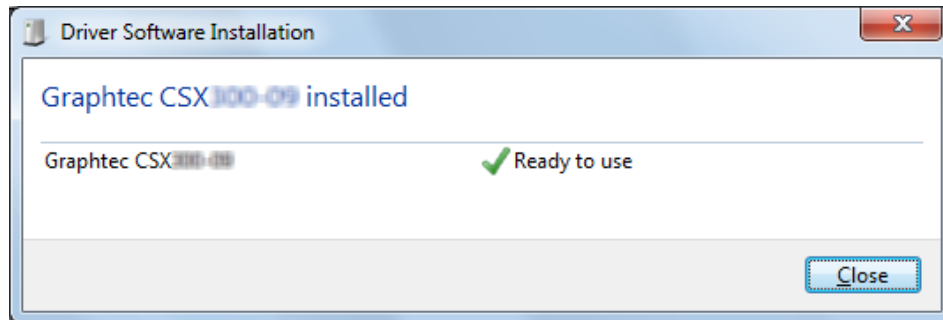 Driver Software Installation
Graphtec CSX installed
Graphtec CSX
Ready to use
Close